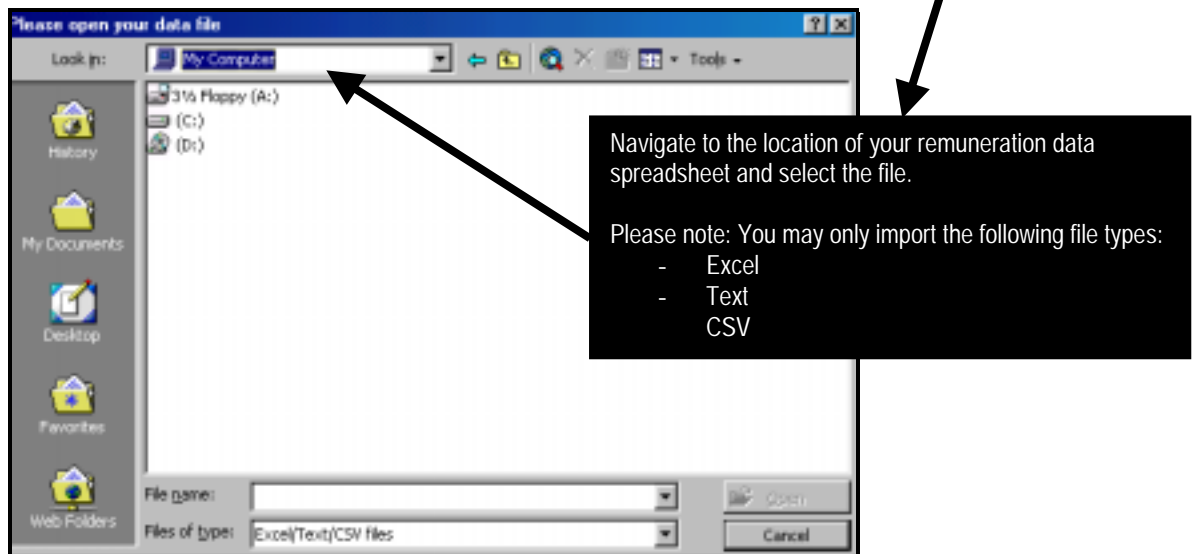 Please open your data file
Look in: My Computer Tools
3½ Floppy (A:)
(C:)
(D:)
History
My Documents
Desktop
Favorites
Web Folders
File name: Open
Files of type: Excel/Text/CSV files Cancel
Navigate to the location of your remuneration data
spreadsheet and select the file.
Please note: You may only import the following file types:
- Excel
- Text
CSV